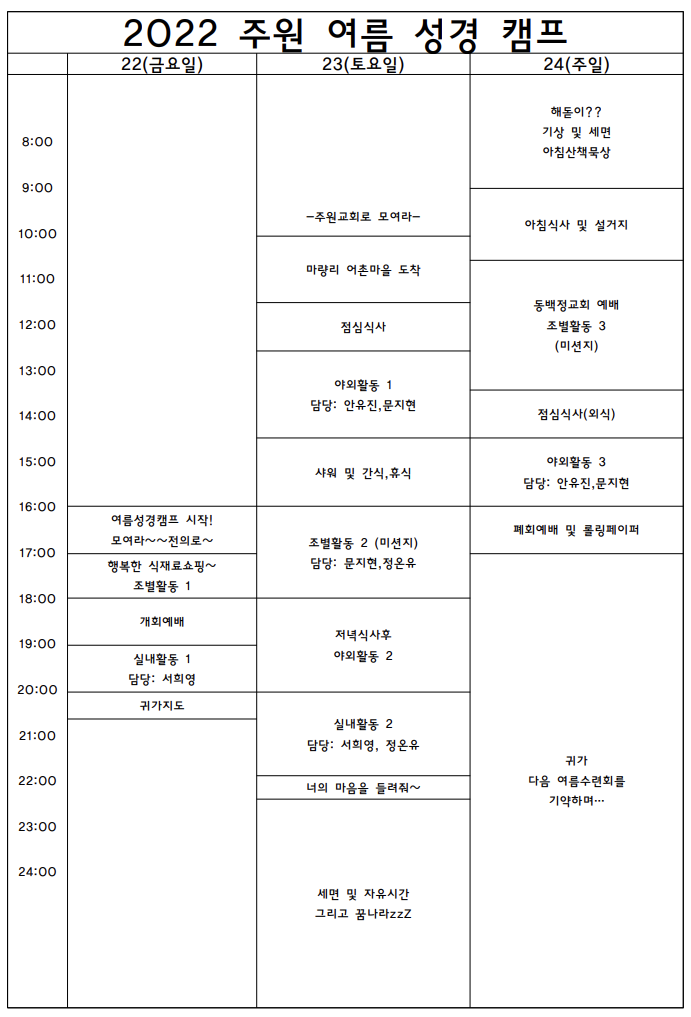 2022 주원 여름 성경 캠프
22(금요일)
23(토요일)
24(주일)
8:00
9:00
10:00
11:00
12:00
13:00
14:00
15:00
16:00
17:00
18:00
19:00
20:00
21:00
22:00
23:00
24:00
여름성경캠프 시작!
모여라~~전의로~
행복한 식재료쇼핑~
조별활동 1
개회예배
실내활동 1
담당: 서희영
귀가지도
-주원교회로 모여라-
마량리 어촌마을 도착
점심식사
야외활동 1
담당: 안유진,문지현
샤워 및 간식,휴식
조별활동 2 (미션지)
담당: 문지현,정온유
저녁식사후
야외활동 2
실내활동 2
담당: 서희영, 정온유
너의 마음을 들려줘~
세면 및 자유시간
그리고 꿈나라zzZ
해돋이??
기상 및 세면
아침산책묵상
아침식사 및 설거지
동백정교회 예배
조별활동 3
(미션지)
점심식사(외식)
야외활동 3
담당: 안유진,문지현
폐회예배 및 롤링페이퍼
귀가
다음 여름수련회를
기약하며…